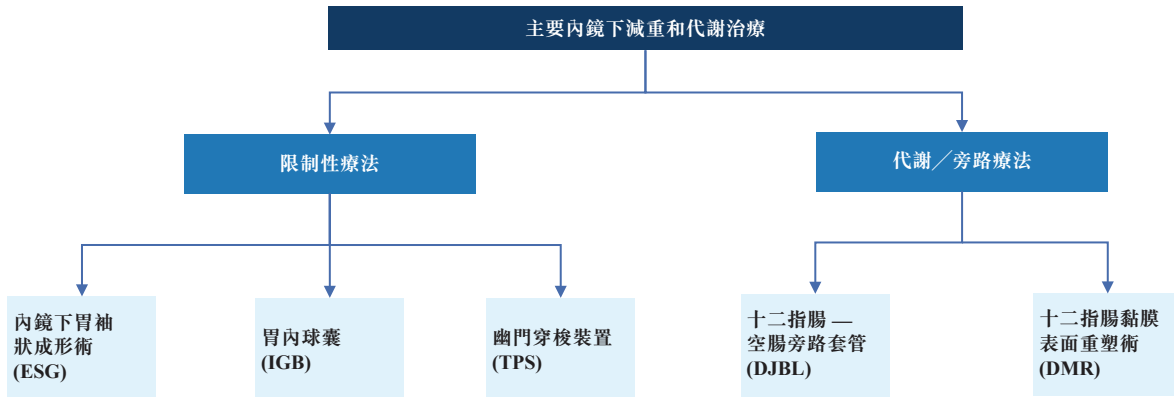 主要內鏡下減重和代謝治療
限制性療法
代謝／旁路療法
內鏡下胃袖
狀成形術
(ESG)
胃內球囊
(IGB)
幽門穿梭裝置
(TPS)
十二指腸 —
空腸旁路套管
(DJBL)
十二指腸黏膜
表面重塑術
(DMR)